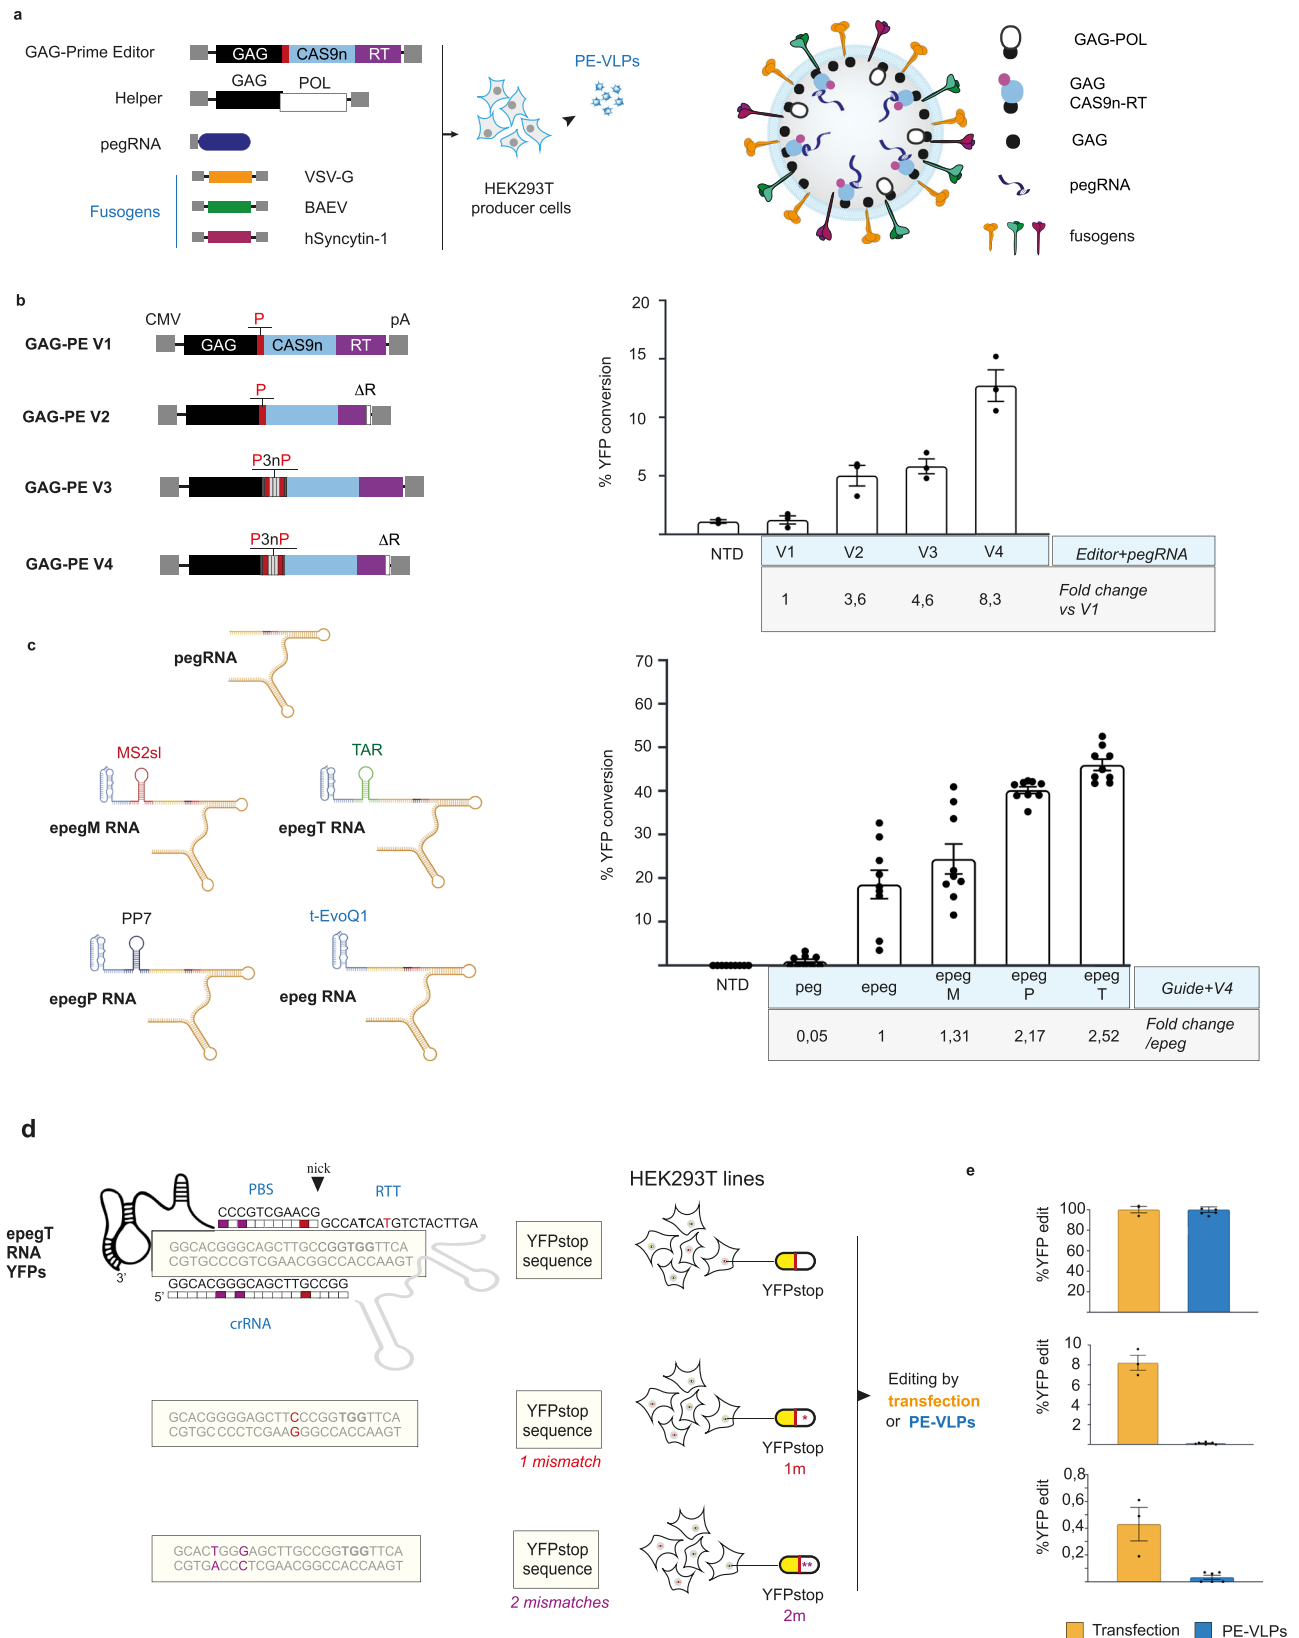 a
GAG-Prime Editor
GAG
CAS9n
RT
Helper
GAG
POL
pegRNA
Fusogens
VSV-G
BAEV
hSyncytin-1
HEK293T
producer cells
PE-VLPs
GAG-POL
GAG
CAS9n-RT
GAG
pegRNA
fusogens
b
CMV
P
pA
GAG-PE V1
GAG
CAS9n
RT
P
ΔR
GAG-PE V2
P3nP
GAG-PE V3
P3nP
ΔR
GAG-PE V4
% YFP conversion
20
15
10
5
NTD
V1
V2
V3
V4
Editor+pegRNA
1
3,6
4,6
8,3
Fold change
vs V1
c
pegRNA
MS2sl
epegM RNA
TAR
epegT RNA
PP7
epegP RNA
t-EvoQ1
epeg RNA
% YFP conversion
70
60
50
40
30
20
10
NTD
peg
epeg
epeg
M
epeg
P
epeg
T
Guide+V4
0,05
1
1,31
2,17
2,52
Fold change
/epeg
d
epegT
RNA
YFPs
nick
PBS
RTT
CCCGTCGAACG
GCCATCATGTCTACTTGA
GGCACGGGCAGCTTGCCGGTGGTTCA
CGTGCCCGTCGAACGGCCACCAAGT
3’
GGCACGGGCAGCTTGCCGG
5'
crRNA
YFPstop
sequence
HEK293T lines
YFPstop
GCACGGGGAGCTTCCCGGTGGTTCA
CGTGCCCCTCGAAGGGCCACCAAGT
YFPstop
sequence
1 mismatch
*
YFPstop
1m
GCACTGGGAGCTTGCCGGTGGTTCA
CGTGACCCTCGAACGGCCACCAAGT
YFPstop
sequence
2 mismatches
**
YFPstop
2m
Editing by
transfection
or PE-VLPs
e
%YFP edit
100
80
60
40
20
%YFP edit
10
8
6
4
2
%YFP edit
0,8
0,6
0,4
0,2
Transfection
PE-VLPs